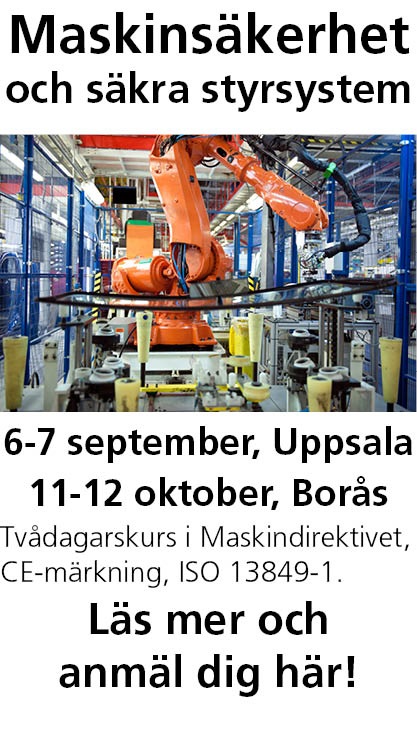 Maskinsäkerhet
och säkra styrsystem
6-7 september, Uppsala
11-12 oktober, Borås
Tvådagarskurs i Maskindirektivet,
CE-märkning, ISO 13849-1.
Läs mer och
anmäl dig här!